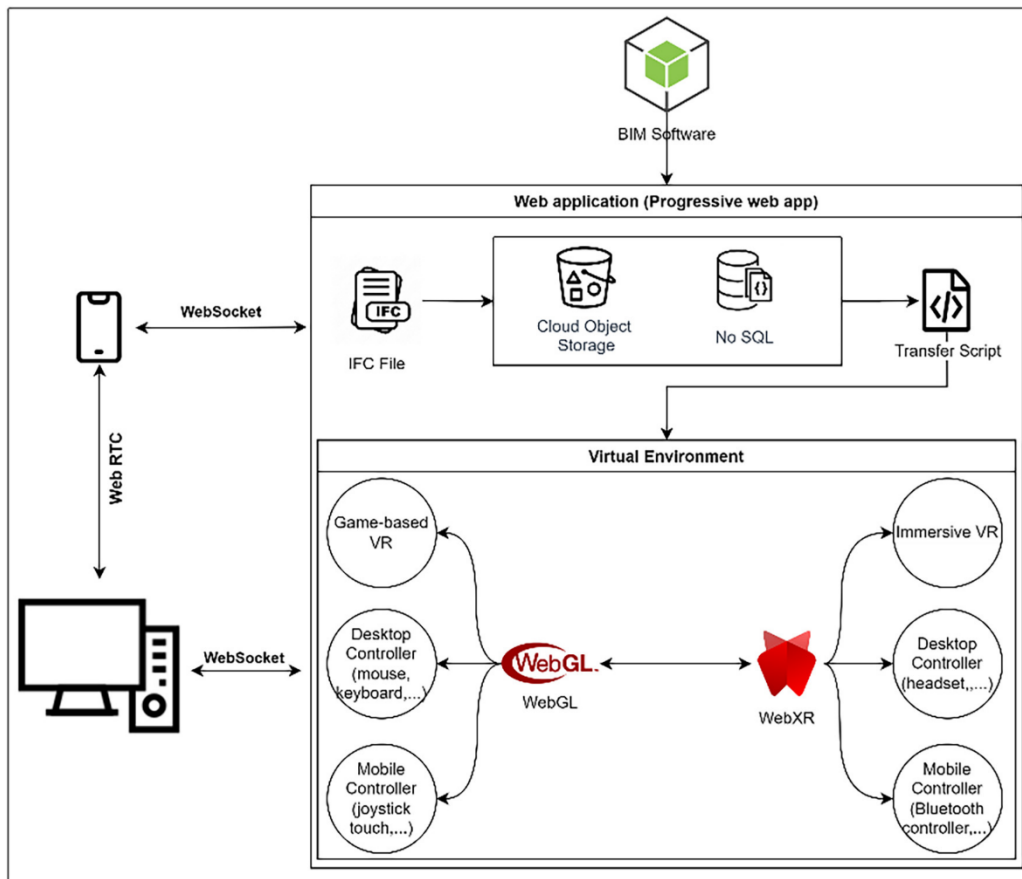 BIM Software
Web application (Progressive web app)
WebSocket
IFC
IFC File
Cloud Object
Storage
{}
No SQL
</>
Transfer Script
Web RTC
Virtual Environment
Game-based
VR
Immersive VR
WebSocket
Desktop
Controller
(mouse,
keyboard,...)
WebGL
WebGL
WebXR
Desktop
Controller
(headset,,...)
Mobile
Controller
(joystick
touch,...)
Mobile
Controller
(Bluetooth
controller,...)